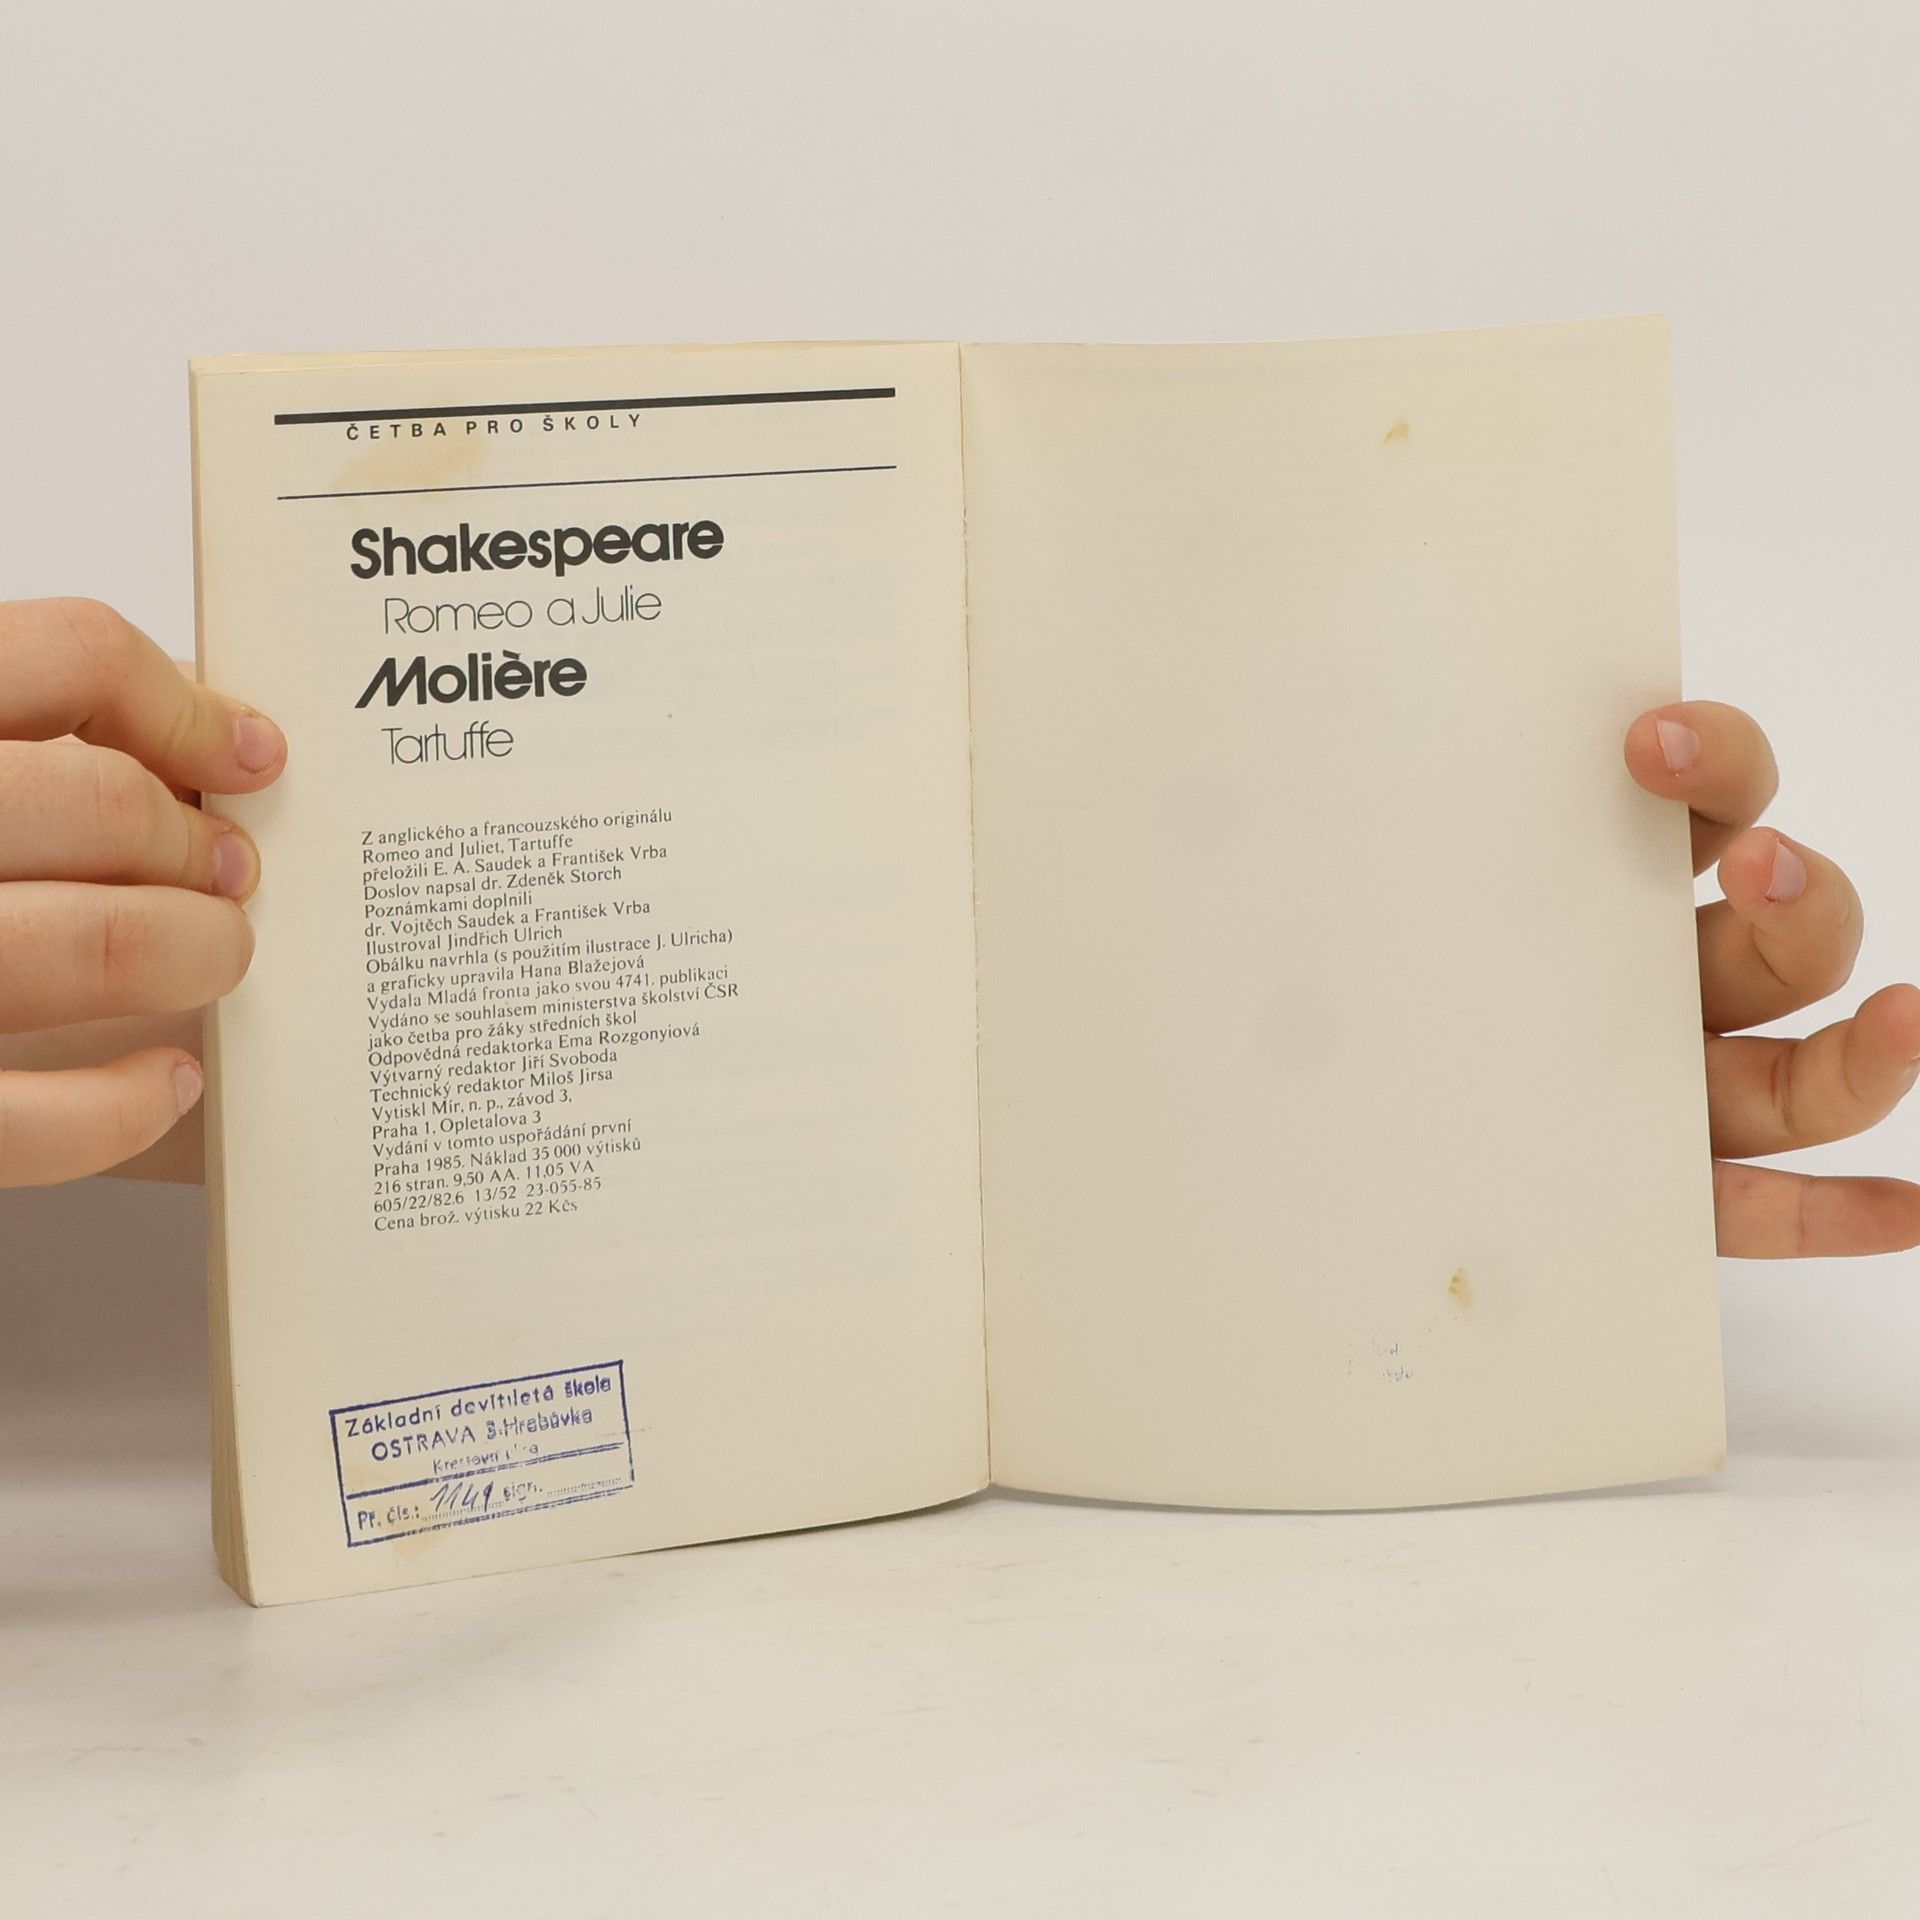 ČETBA PRO ŠKOLY
Shakespeare
Romeo a Julie
Molière
Tartuffe
Z anglického a francouzského originálu
Romeo and Juliet, Tartuffe
přeložili E. A. Saudek a František Vrba
Doslov napsal dr. Zdeněk Storch
Poznámkami doplnili
dr. Vojtěch Saudek a František Vrba
Ilustroval Jindřich Ulrich
Obálku navrhla (s použitím ilustrace J. Ulricha)
a graficky upravila Hana Blažejová
Vydala Mladá fronta jako svou 4741. publikaci
Vydáno se souhlasem ministerstva školství ČSR
jako četba pro žáky středních škol
Odpovědná redaktorka Ema Rozgonyiová
Výtvarný redaktor Jiří Svoboda
Technický redaktor Miloš Jirsa
Vytiskl Mír, n. p., závod 3,
Praha 1, Opletalova 3
Vydání v tomto uspořádání první
Praha 1985. Náklad 35 000 výtisků
216 stran. 9,50 AA. 11,05 VA
605/22/82.6 13/52 23-055-85
Cena brož. výtisku 22 Kčs
Základní devítiletá škola
OSTRAVA 3-Hrabůvka
Př. čís.: 1141 sign.